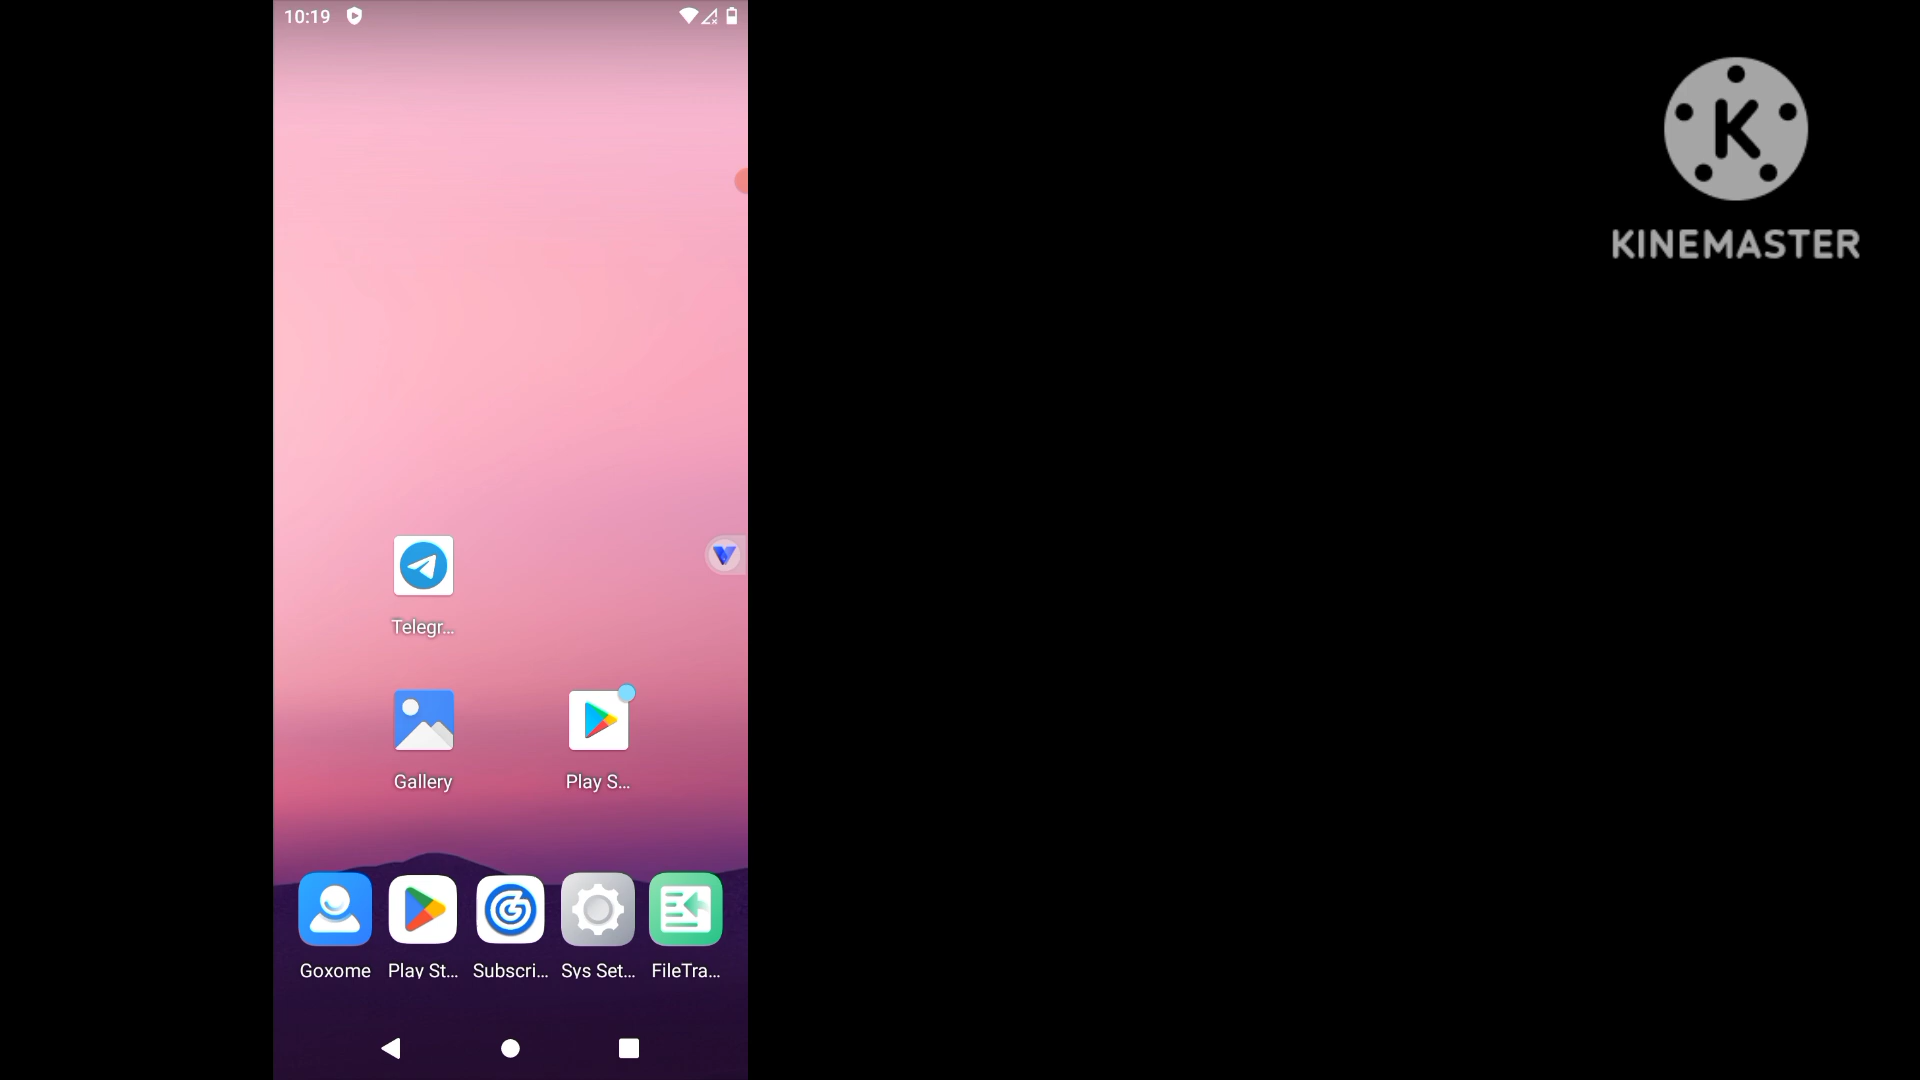 10:19
K
KINEMASTER
Telegr...
Gallery
Play S...
Goxome
Play St...
Subscri...
Sys Set...
FileTra...